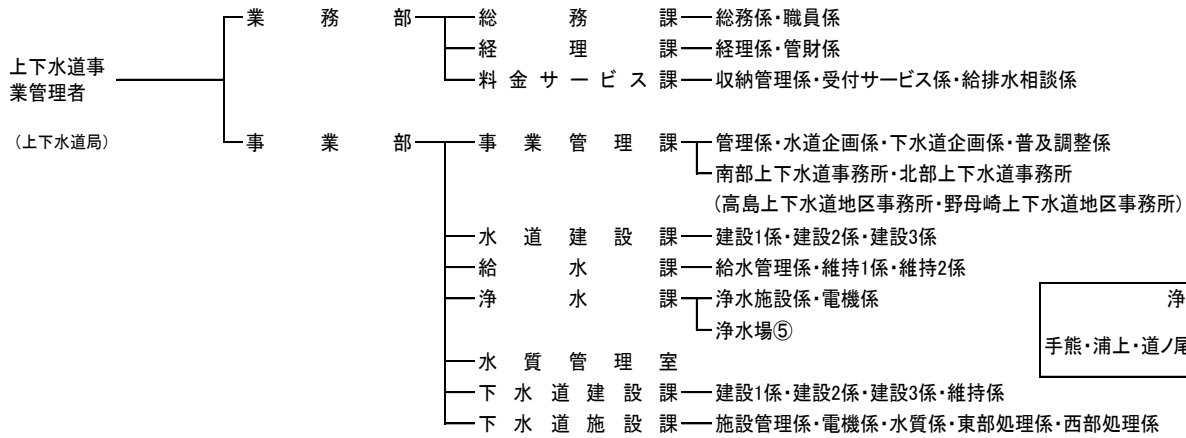 業務部 総務課 総務係・職員係
経理課 経理係・管財係
上下水道事業管理者
料金サービス課 収納管理係・受付サービス係・給排水相談係
(上下水道局)
事業部 事業管理課 管理係・水道企画係・下水道企画係・普及調整係
南部上下水道事務所・北部上下水道事務所
(高島上下水道地区事務所・野母崎上下水道地区事務所)
水道建設課 建設1係・建設2係・建設3係
給水課 給水管理係・維持1係・維持2係
浄水課 浄水施設係・電機係
浄水場⑤
浄
手熊・浦上・道ノ尾
水質管理室
下水道建設課 建設1係・建設2係・建設3係・維持係
下水道施設課 施設管理係・電機係・水質係・東部処理係・西部処理係